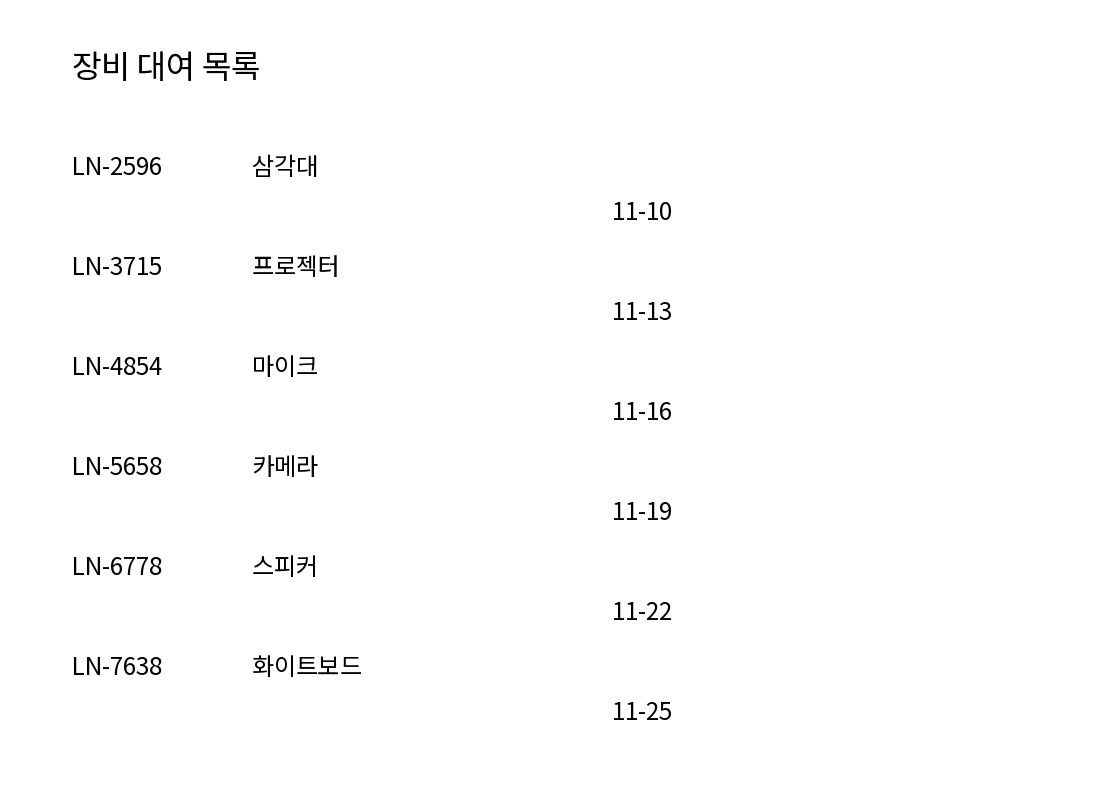 장비 대여 목록
LN-2596 삼각대
11-10
LN-3715 프로젝터
11-13
LN-4854 마이크
11-16
LN-5658 카메라
11-19
LN-6778 스피커
11-22
LN-7638 화이트보드
11-25